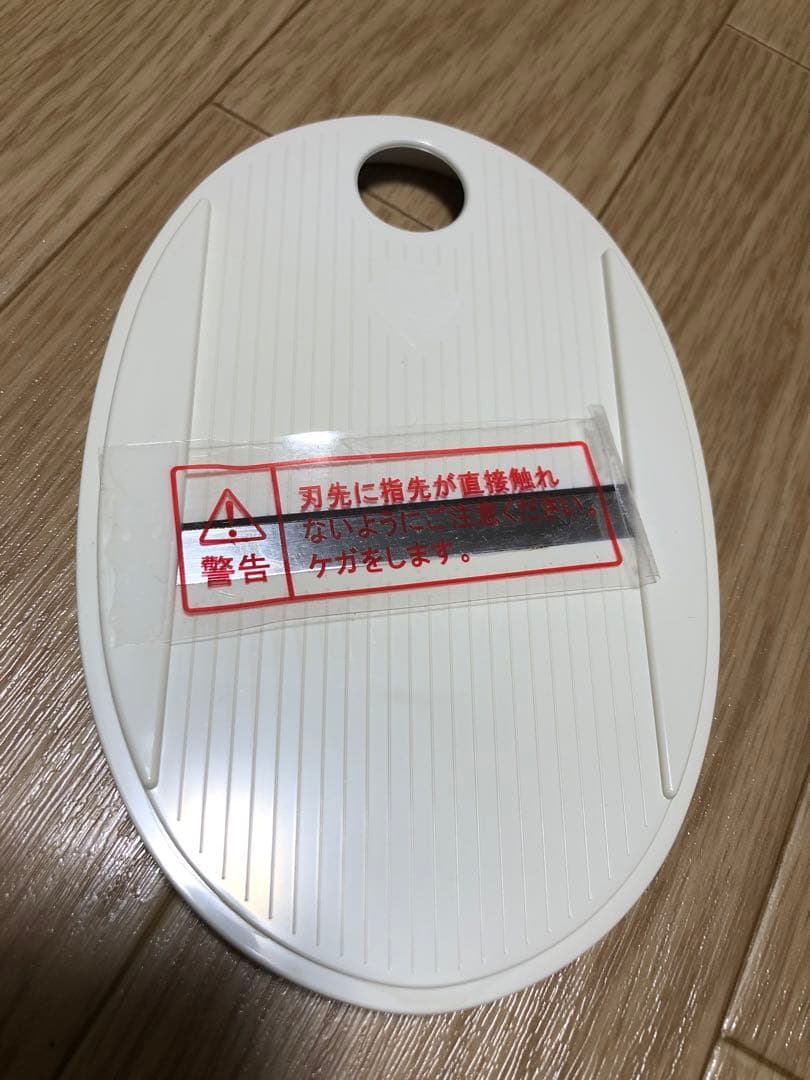 警告
刃先に指先が直接触れ
ないようにご注意ください。
ケガをします。